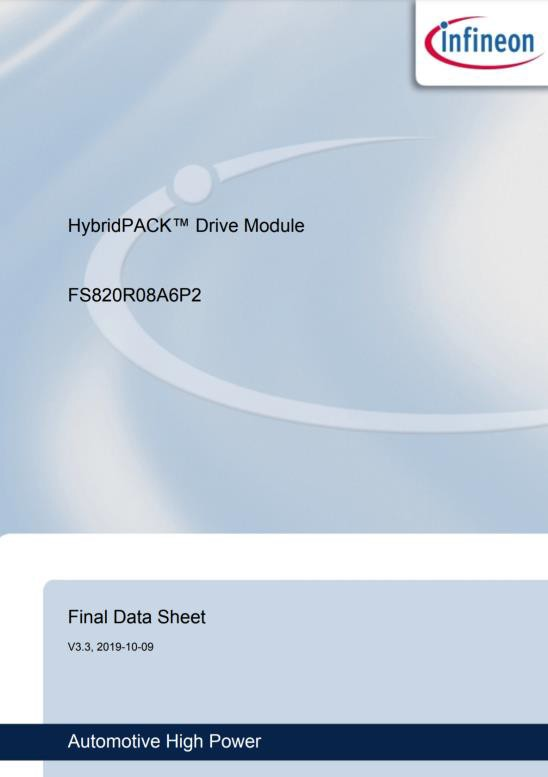 infineon
HybridPACK™ Drive Module
FS820R08A6P2
Final Data Sheet
V3.3, 2019-10-09
Automotive High Power